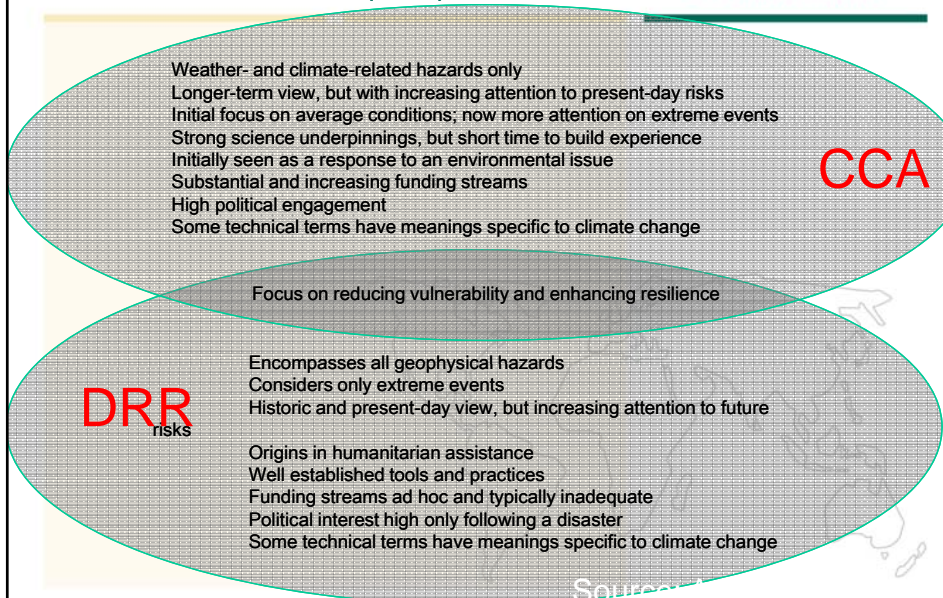 Weather- and climate-related hazards only
Longer-term view, but with increasing attention to present-day risks
Initial focus on average conditions; now more attention on extreme events
Strong science underpinnings, but short time to build experience
Initially seen as a response to an environmental issue
Substantial and increasing funding streams
High political engagement
Some technical terms have meanings specific to climate change
CCA
Focus on reducing vulnerability and enhancing resilience
DRR
Encompasses all geophysical hazards
Considers only extreme events
Historic and present-day view, but increasing attention to future
risks
Origins in humanitarian assistance
Well established tools and practices
Funding streams ad hoc and typically inadequate
Political interest high only following a disaster
Some technical terms have meanings specific to climate change
Source: